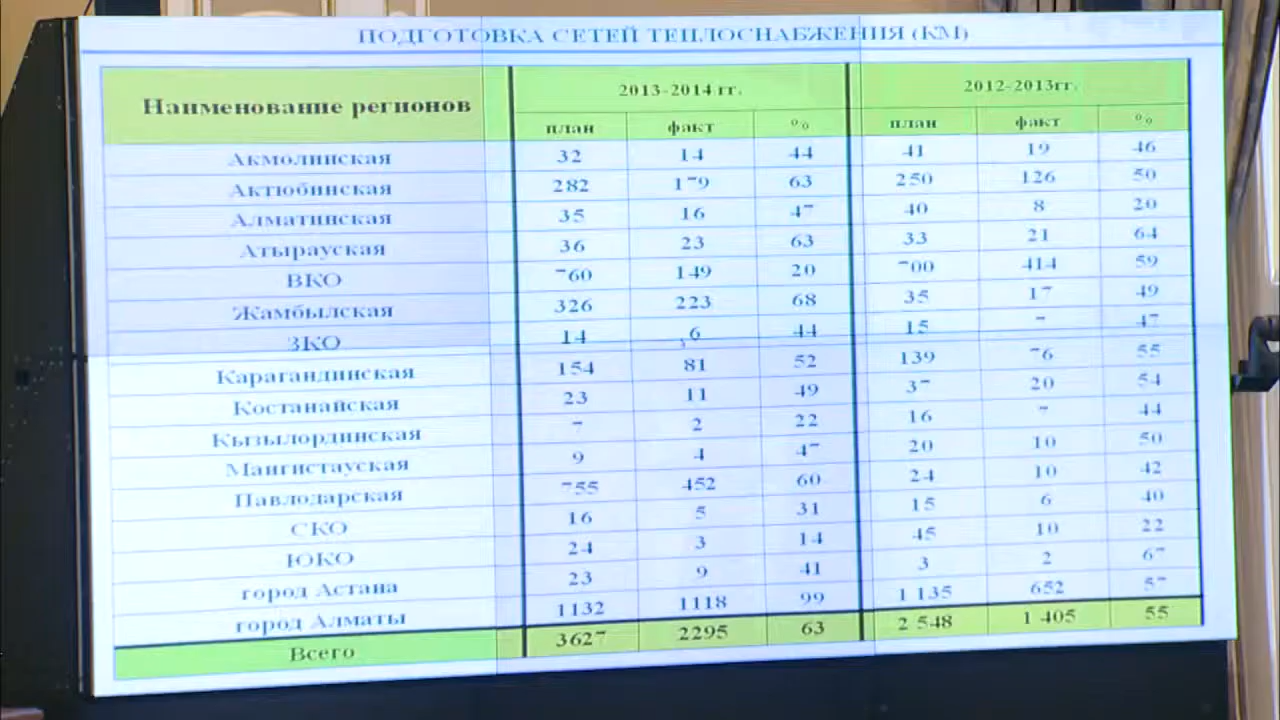 ПОДГОТОВКА СЕТЕЙ ТЕПЛОСНАБЖЕНИЯ (КМ)
Наименование регионов 2013-2014 гг. 2012-2013гг.
план факт % план факт %
Акмолинская 32 14 44 41 19 46
Актюбинская 282 179 63 250 126 50
Алматинская 35 16 47 40 8 20
Атырауская 36 23 63 33 21 64
ВКО 760 149 20 700 414 59
Жамбылская 326 223 68 35 17 49
ЗКО 14 6 44 15 7 47
Карагандинская 154 81 52 139 76 55
Костанайская 23 11 49 37 20 54
Кызылординская 7 2 22 16 7 44
Мангистауская 9 4 47 20 10 50
Павлодарская 755 452 60 24 10 42
СКО 16 5 31 15 6 40
ЮКО 24 3 14 45 10 22
город Астана 23 9 41 3 2 67
город Алматы 1132 1118 99 1 135 652 57
Всего 3627 2295 63 2 548 1 405 55